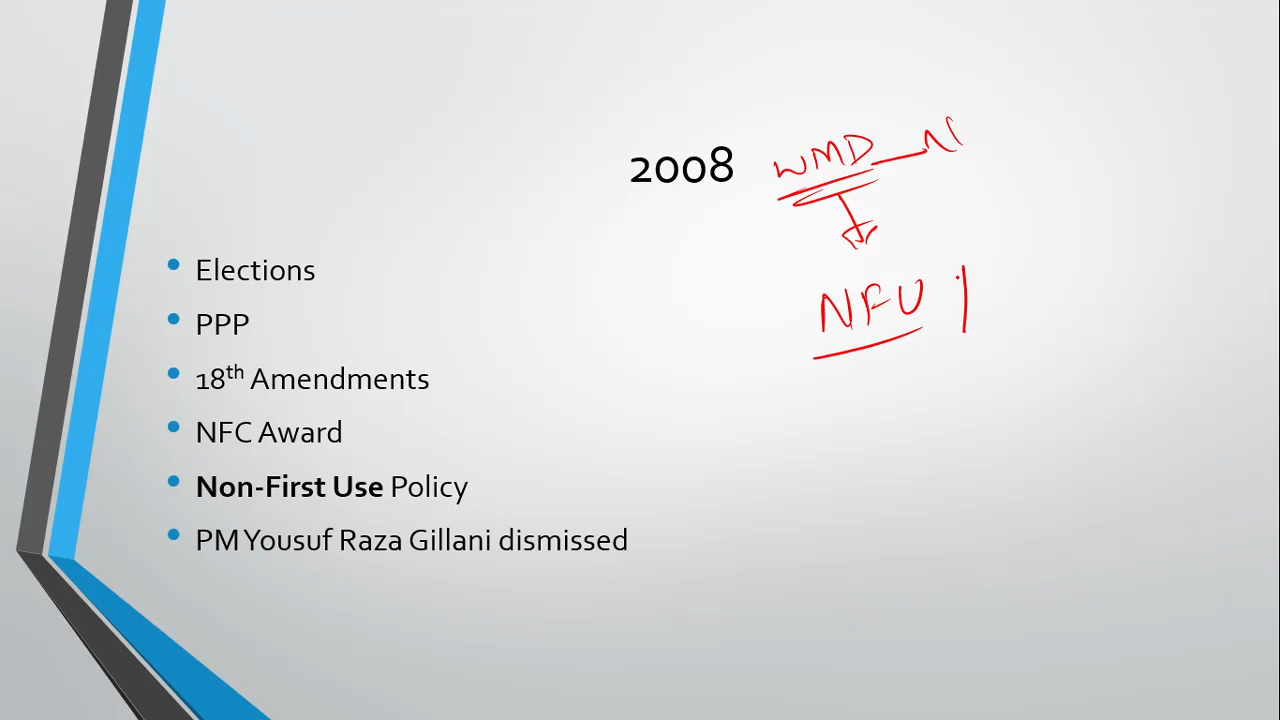 2008 WMD N
NFU
Elections
PPP
18th Amendments
NFC Award
Non-First Use Policy
PM Yousuf Raza Gillani dismissed